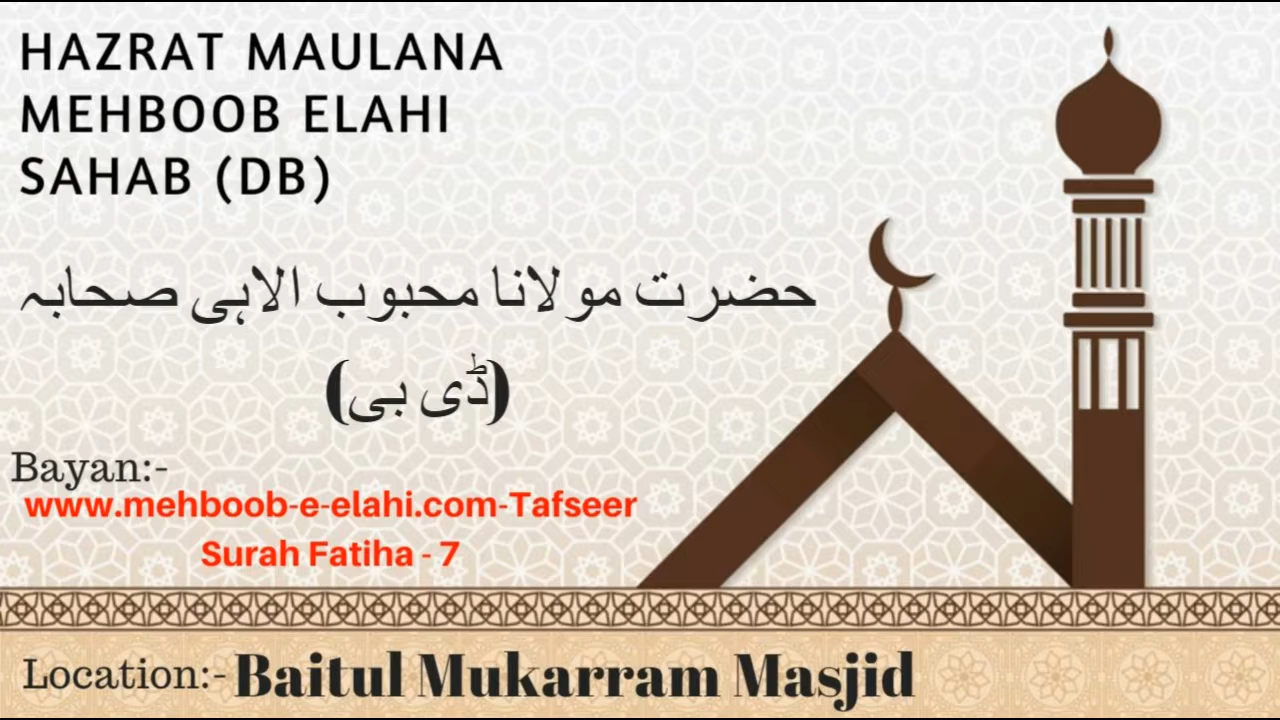 HAZRAT MAULANA
MEHBOOB ELAHI
SAHAB (DB)
حضرت مولانا محبوب الاہی صحابہ
(ڈی بی)
Bayan:-
www.mehboob-e-elahi.com-Tafseer
Surah Fatiha - 7
Location:- Baitul Mukarram Masjid